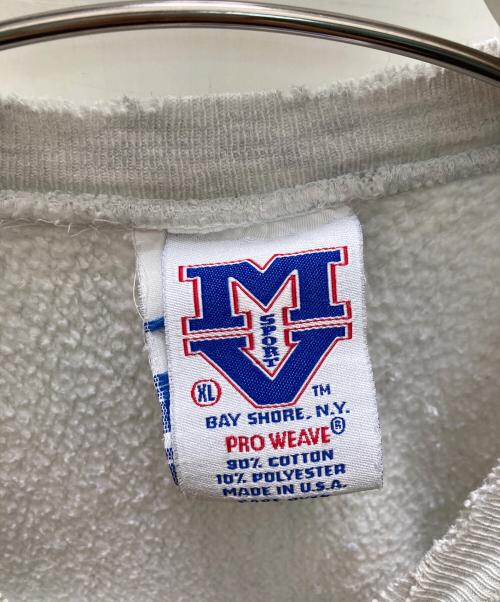 M
SPORT
V
XL
TM
BAY SHORE, N.Y.
PRO WEAVE®
90% COTTON
10% POLYESTER
MADE IN U.S.A.